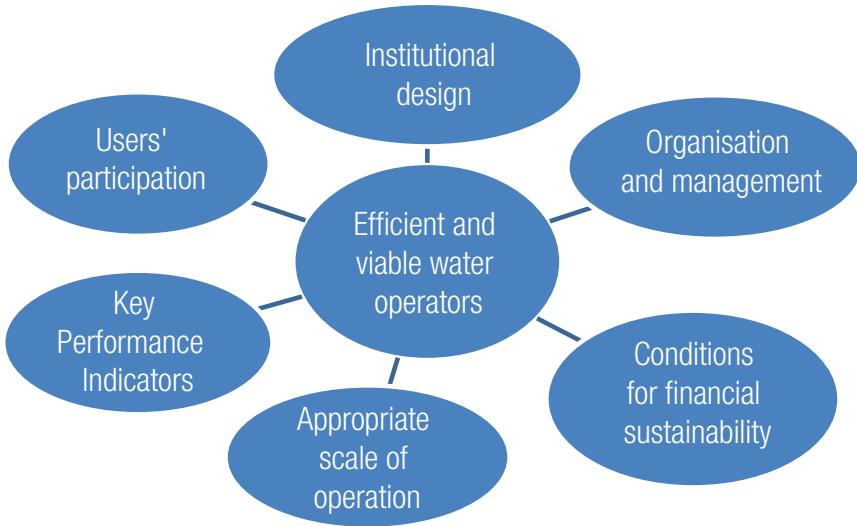 Institutional
design
Users'
participation
Organisation
and management
Efficient and
viable water
operators
Key
Performance
Indicators
Conditions
for financial
sustainability
Appropriate
scale of
operation